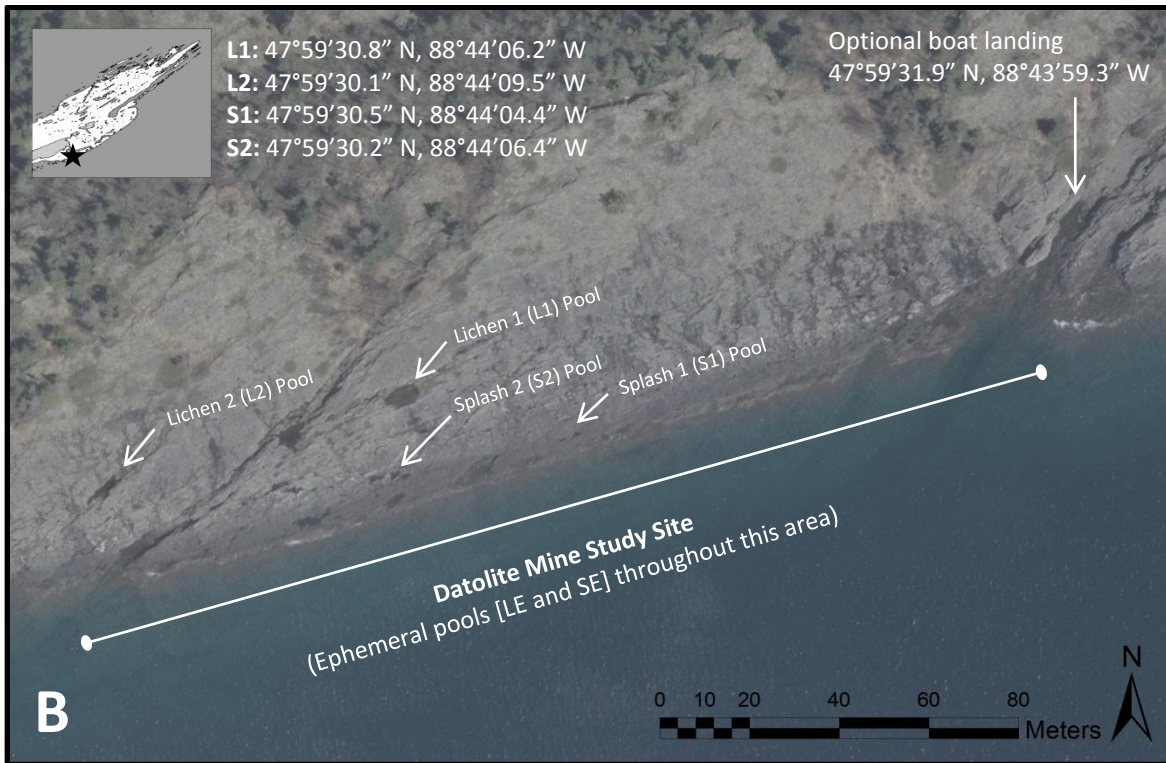 L1: 47°59’30.8” N, 88°44’06.2” W
L2: 47°59’30.1” N, 88°44’09.5” W
S1: 47°59’30.5” N, 88°44’04.4” W
S2: 47°59’30.2” N, 88°44’06.4” W
Optional boat landing
47°59’31.9” N, 88°43’59.3” W
Lichen 1 (L1) Pool
Lichen 2 (L2) Pool
Splash 2 (S2) Pool
Splash 1 (S1) Pool
Datolite Mine Study Site
(Ephemeral pools [LE and SE] throughout this area)
B
0 10 20 40 60 80
Meters
N